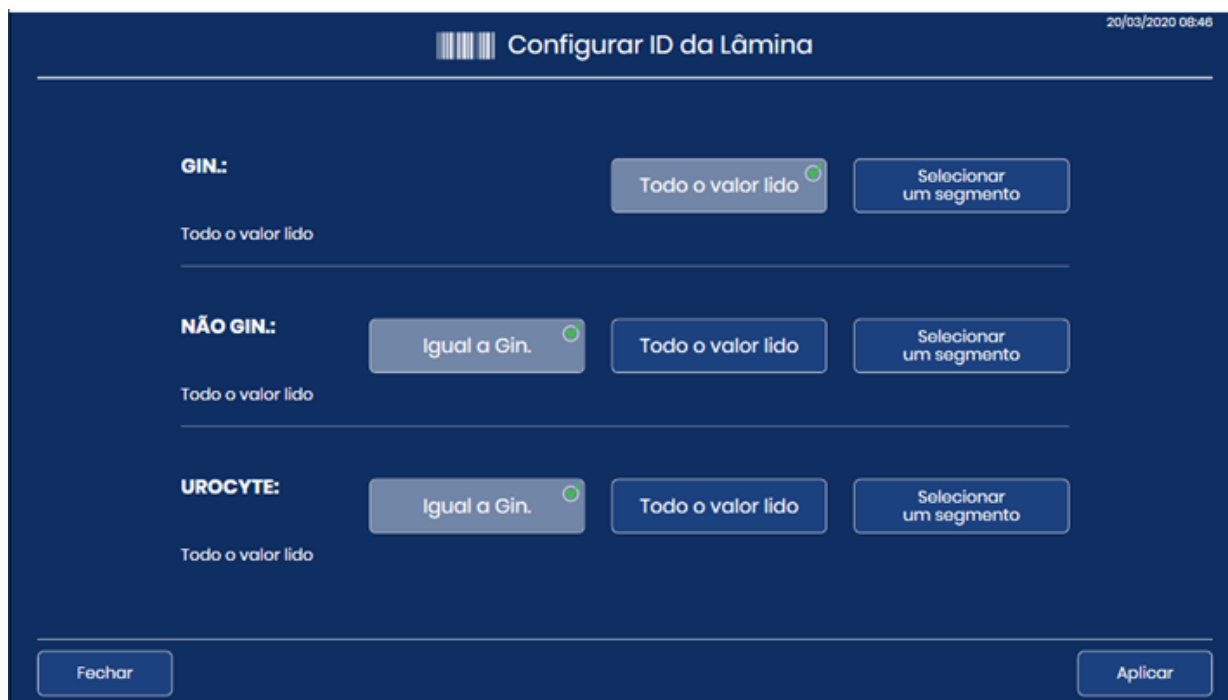 20/03/2020 08:46
Configurar ID da Lâmina
GIN.:
Todo o valor lido
Selecionar
um segmento
Todo o valor lido
NÃO GIN.:
Igual a Gin.
Todo o valor lido
Selecionar
um segmento
Todo o valor lido
UROCYTE:
Igual a Gin.
Todo o valor lido
Selecionar
um segmento
Todo o valor lido
Fechar
Aplicar